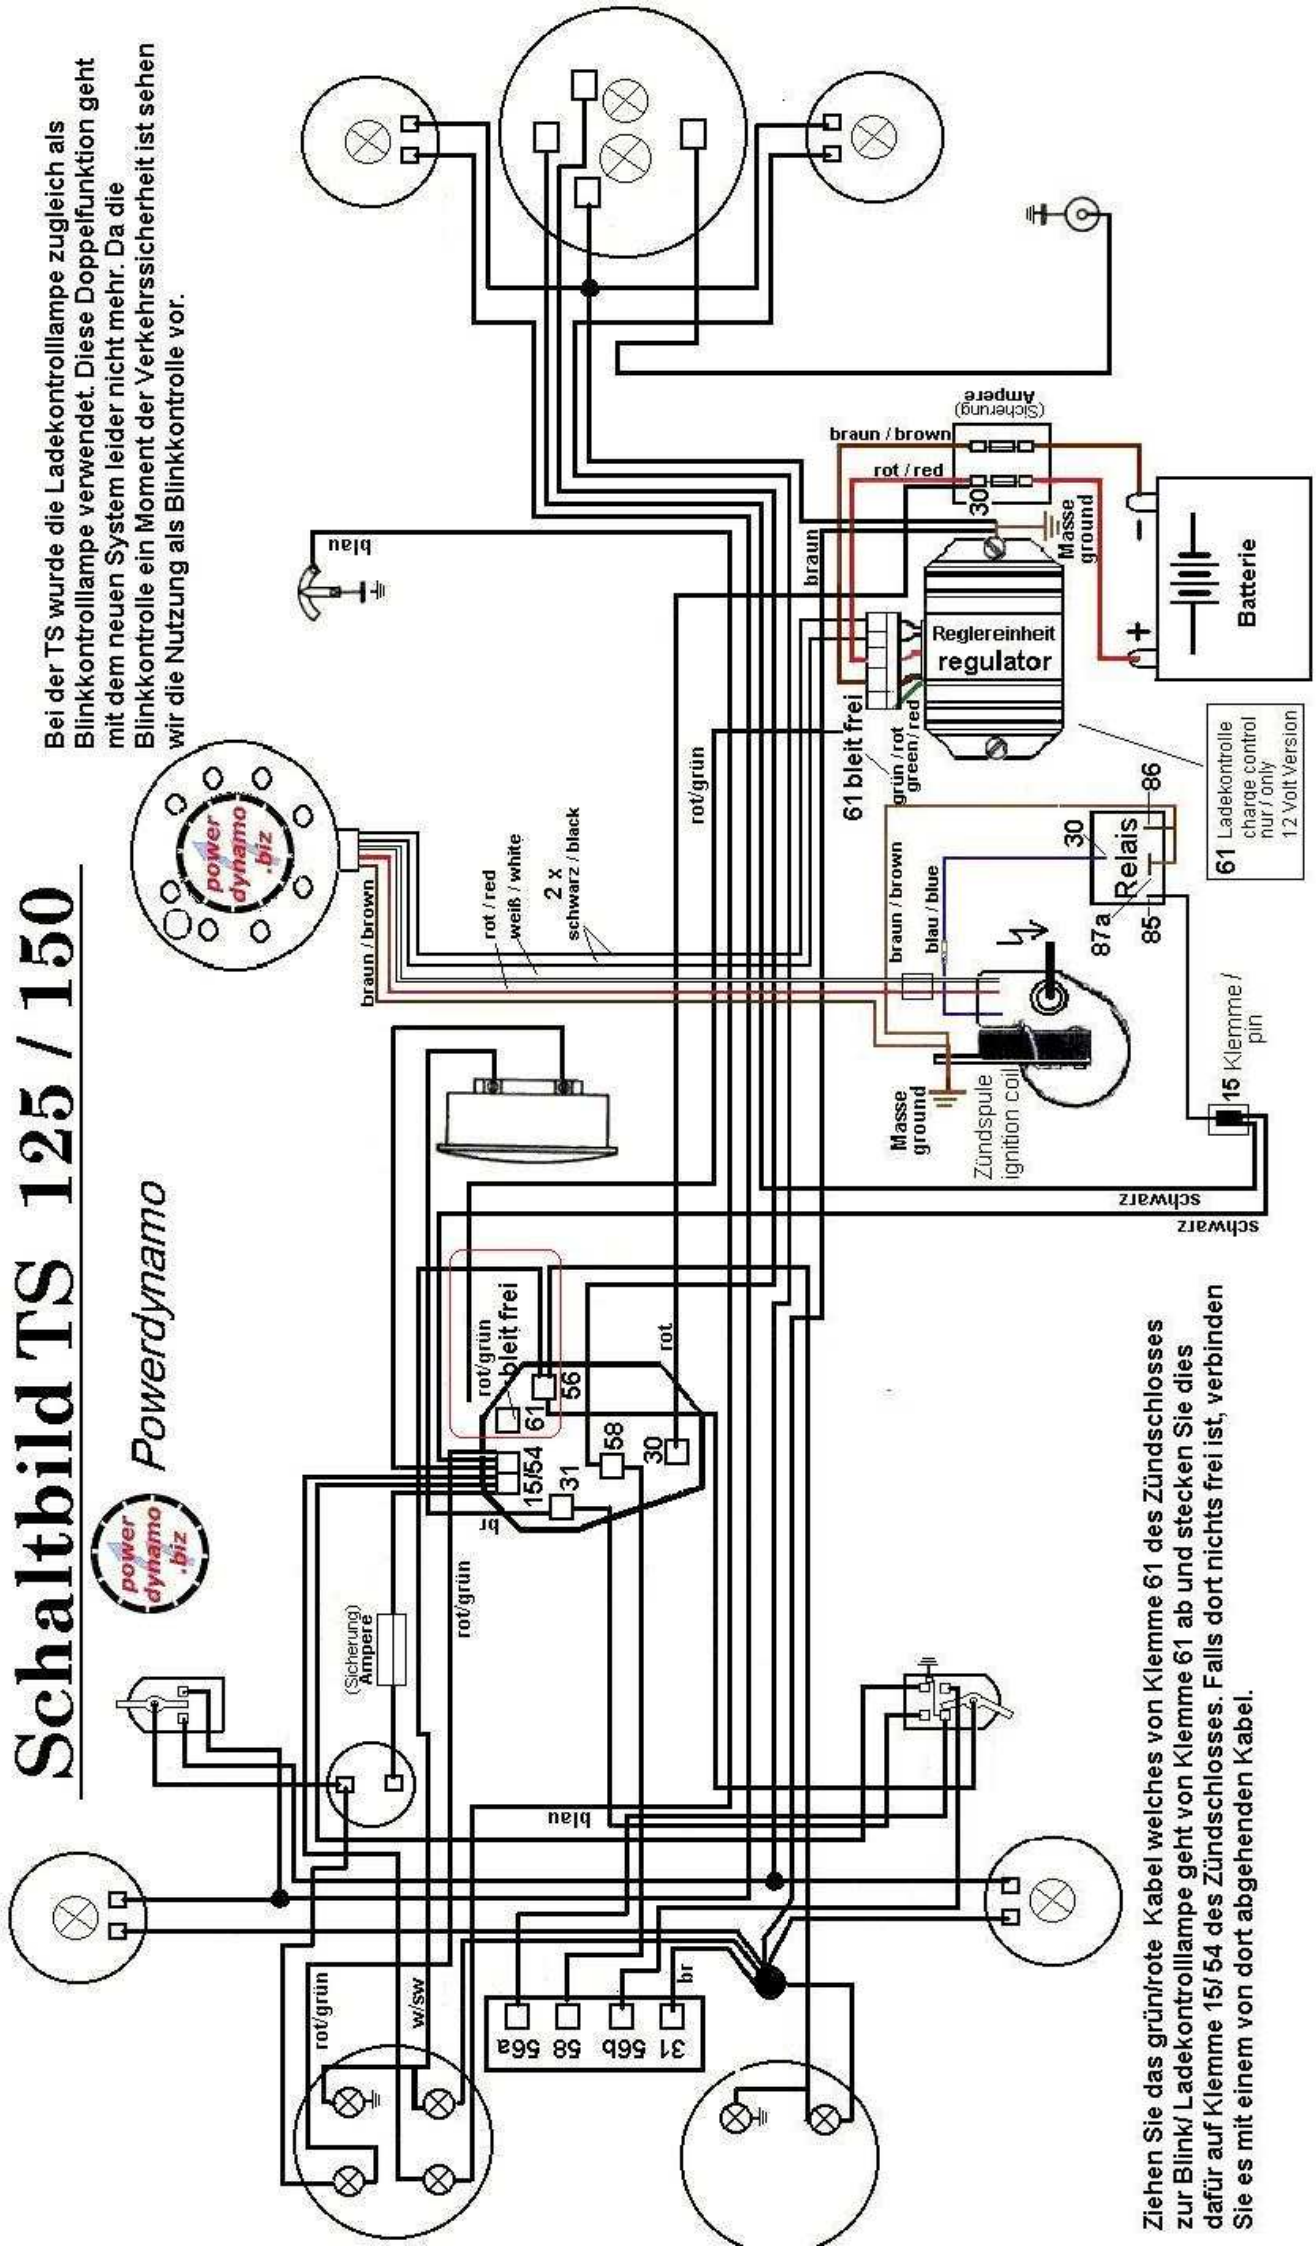 Schaltbild TS 125 / 150
power
dynamo
.biz
Powerdynamo
Bei der TS wurde die Ladekontrolllampe zugleich als
Blinkkontrolllampe verwendet. Diese Doppelfunktion geht
mit dem neuen System leider nicht mehr. Da die
Blinkkontrolle ein Moment der Verkehrssicherheit ist sehen
wir die Nutzung als Blinkkontrolle vor.
power
dynamo
.biz
braun / brown
rot / red
weiß / white
2 x
schwarz / black
blau
(Sicherung)
Ampere
rot/grün
br
15/54
61
56
31
58
30
rot/grün
bleit frei
rot
rot/grün
61 bleit frei
grün / rot
green/ red
braun
braun / brown
rot / red
30
(Sicherung)
Ampere
Masse
ground
Reglereinheit
regulator
+
–
Batterie
braun / brown
blau / blue
30
Relais
86
87a
85
61 Ladekontrolle
charge control
nur / only
12 Volt Version
Masse
ground
Zündspule
ignition coil
15 Klemme /
pin
schwarz
schwarz
blau
rot/grün
w/sw
56a
58
56b
31
br
Ziehen Sie das grün/rote Kabel welches von Klemme 61 des Zündschlosses
zur Blink/ Ladekontrolllampe geht von Klemme 61 ab und stecken Sie dies
dafür auf Klemme 15/ 54 des Zündschlosses. Falls dort nichts frei ist, verbinden
Sie es mit einem von dort abgehenden Kabel.